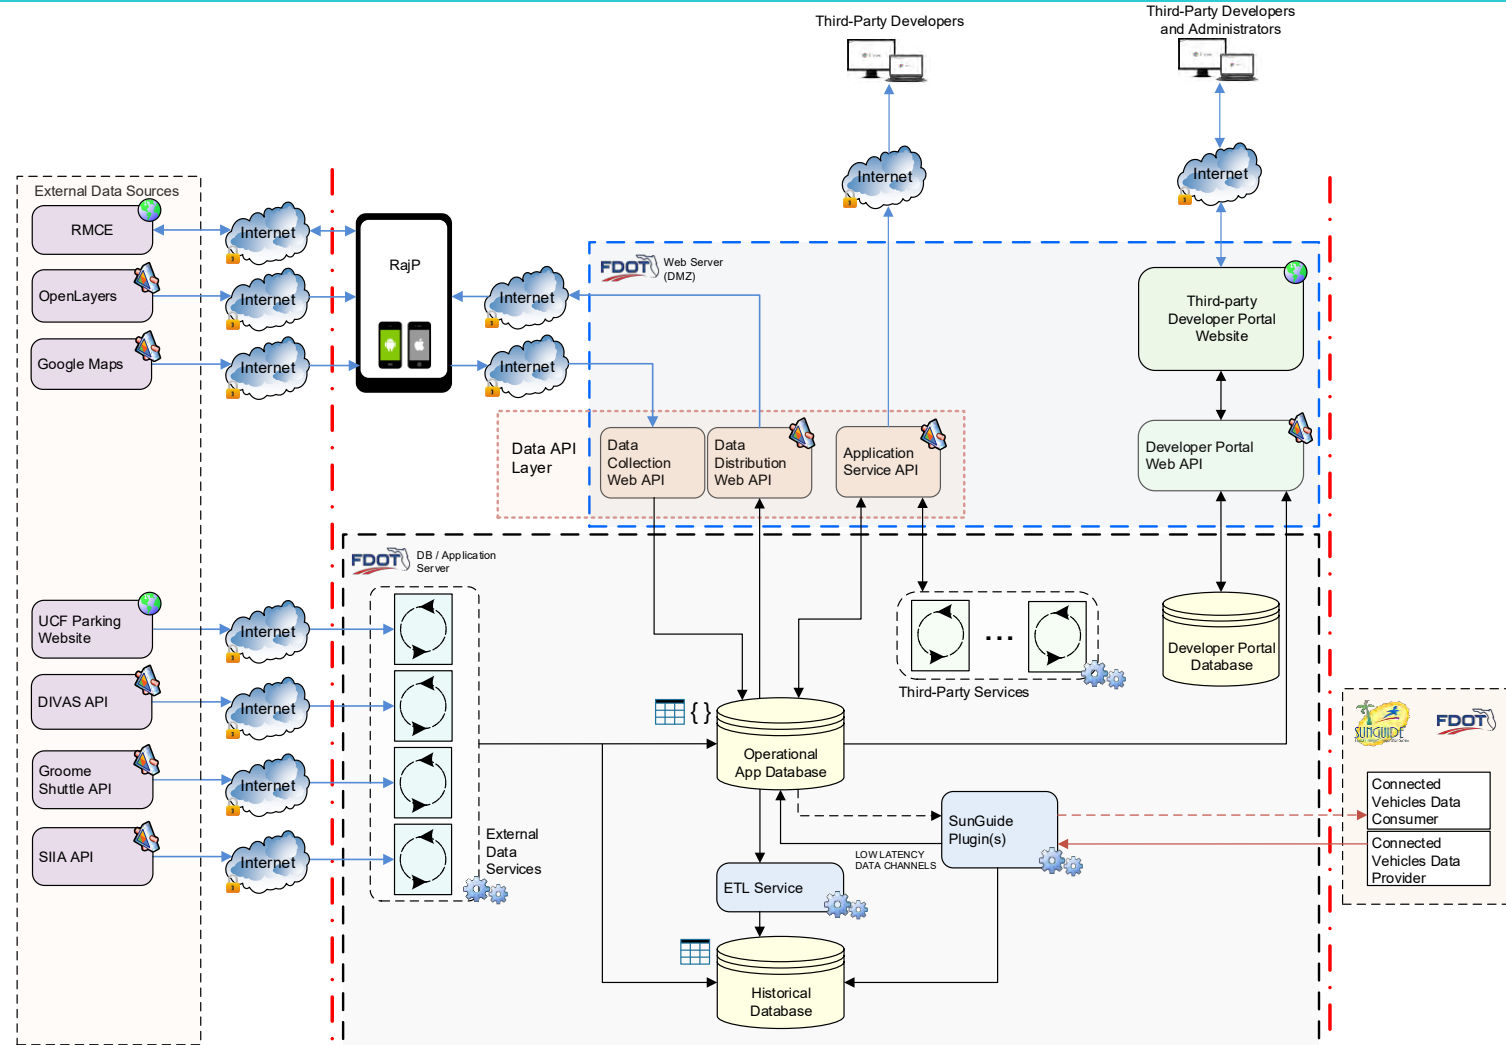 Third-Party Developers
Third-Party Developers
and Administrators
Internet
Internet
External Data Sources
RMCE
Internet
OpenLayers
Internet
Google Maps
Internet
RajP
Internet
Internet
FDOT
Web Server
(DMZ)
Third-party
Developer Portal
Website
Data API
Layer
Data
Collection
Web API
Data
Distribution
Web API
Application
Service API
Developer Portal
Web API
FDOT
DB / Application
Server
UCF Parking
Website
Internet
DIVAS API
Internet
Groome
Shuttle API
Internet
SIIA API
Internet
External
Data
Services
...
Third-Party Services
Developer Portal
Database
{ }
Operational
App Database
SunGuide
Plugin(s)
LOW LATENCY
DATA CHANNELS
ETL Service
Historical
Database
SUNGUIDE
FDOT
Connected
Vehicles Data
Consumer
Connected
Vehicles Data
Provider